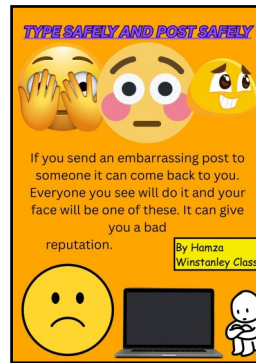 TYPE SAFELY AND POST SAFELY
If you send an embarrassing post to
someone it can come back to you.
Everyone you see will do it and your
face will be one of these. It can give
you a bad
reputation.
By Hamza
Winstanley Class